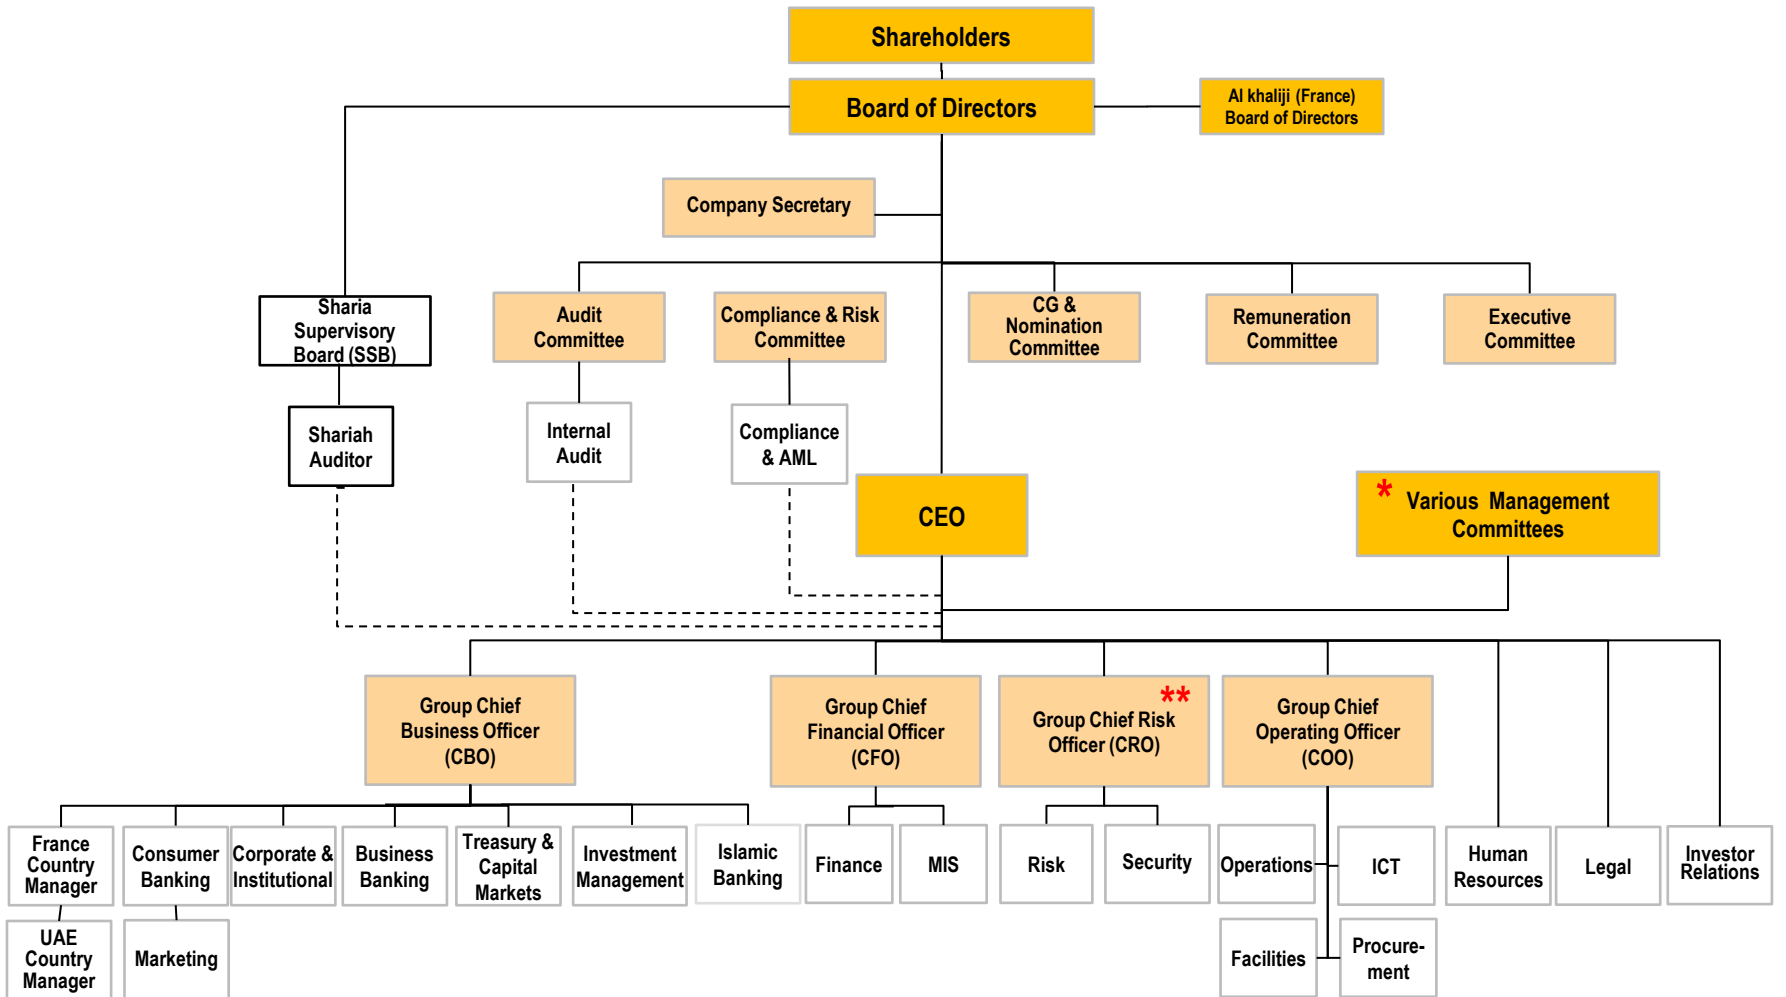 Shareholders
Board of Directors
Al khaliji (France)
Board of Directors
Company Secretary
Sharia
Supervisory
Board (SSB)
Audit
Committee
Compliance & Risk
Committee
CG &
Nomination
Committee
Remuneration
Committee
Executive
Committee
Shariah
Auditor
Internal
Audit
Compliance
& AML
CEO
* Various Management
Committees
Group Chief
Business Officer
(CBO)
Group Chief
Financial Officer
(CFO)
**
Group Chief Risk
Officer (CRO)
Group Chief
Operating Officer
(COO)
France
Country
Manager
Consumer
Banking
Corporate &
Institutional
Business
Banking
Treasury &
Capital
Markets
Investment
Management
Islamic
Banking
Finance
MIS
Risk
Security
Operations
ICT
Human
Resources
Legal
Investor
Relations
UAE
Country
Manager
Marketing
Facilities
Procure-
ment